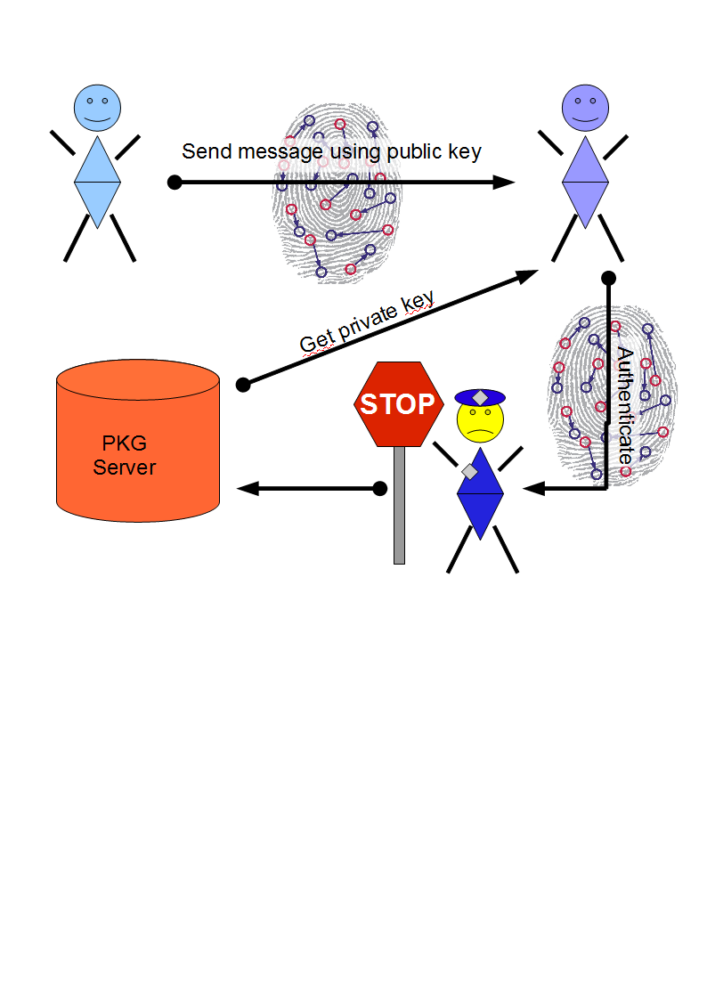 Send message using public key
Get private key
STOP
Authenticate
PKG
Server